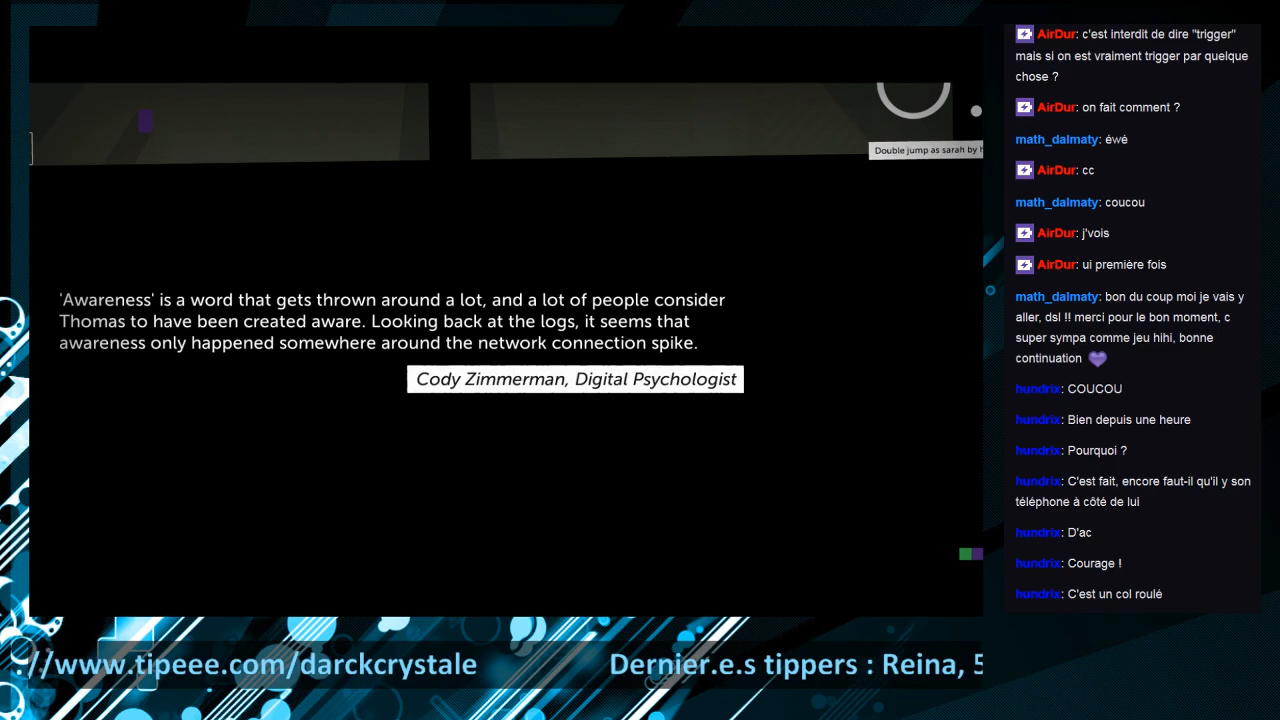 Double jump as sarah by
'Awareness' is a word that gets thrown around a lot, and a lot of people consider
Thomas to have been created aware. Looking back at the logs, it seems that
awareness only happened somewhere around the network connection spike.
Cody Zimmerman, Digital Psychologist
//www.tipeee.com/darckcrystale
Dernier.e.s tippers : Reina, 5
AirDur: c'est interdit de dire "trigger"
mais si on est vraiment trigger par quelque
chose ?
AirDur: on fait comment ?
math_dalmaty: éwé
AirDur: cc
math_dalmaty: coucou
AirDur: j'vois
AirDur: ui première fois
math_dalmaty: bon du coup moi je vais y
aller, dsl !! merci pour le bon moment, c
super sympa comme jeu hihi, bonne
continuation
hundrix: COUCOU
hundrix: Bien depuis une heure
hundrix: Pourquoi ?
hundrix: C'est fait, encore faut-il qu'il y son
téléphone à côté de lui
hundrix: D'ac
hundrix: Courage !
hundrix: C'est un col roulé